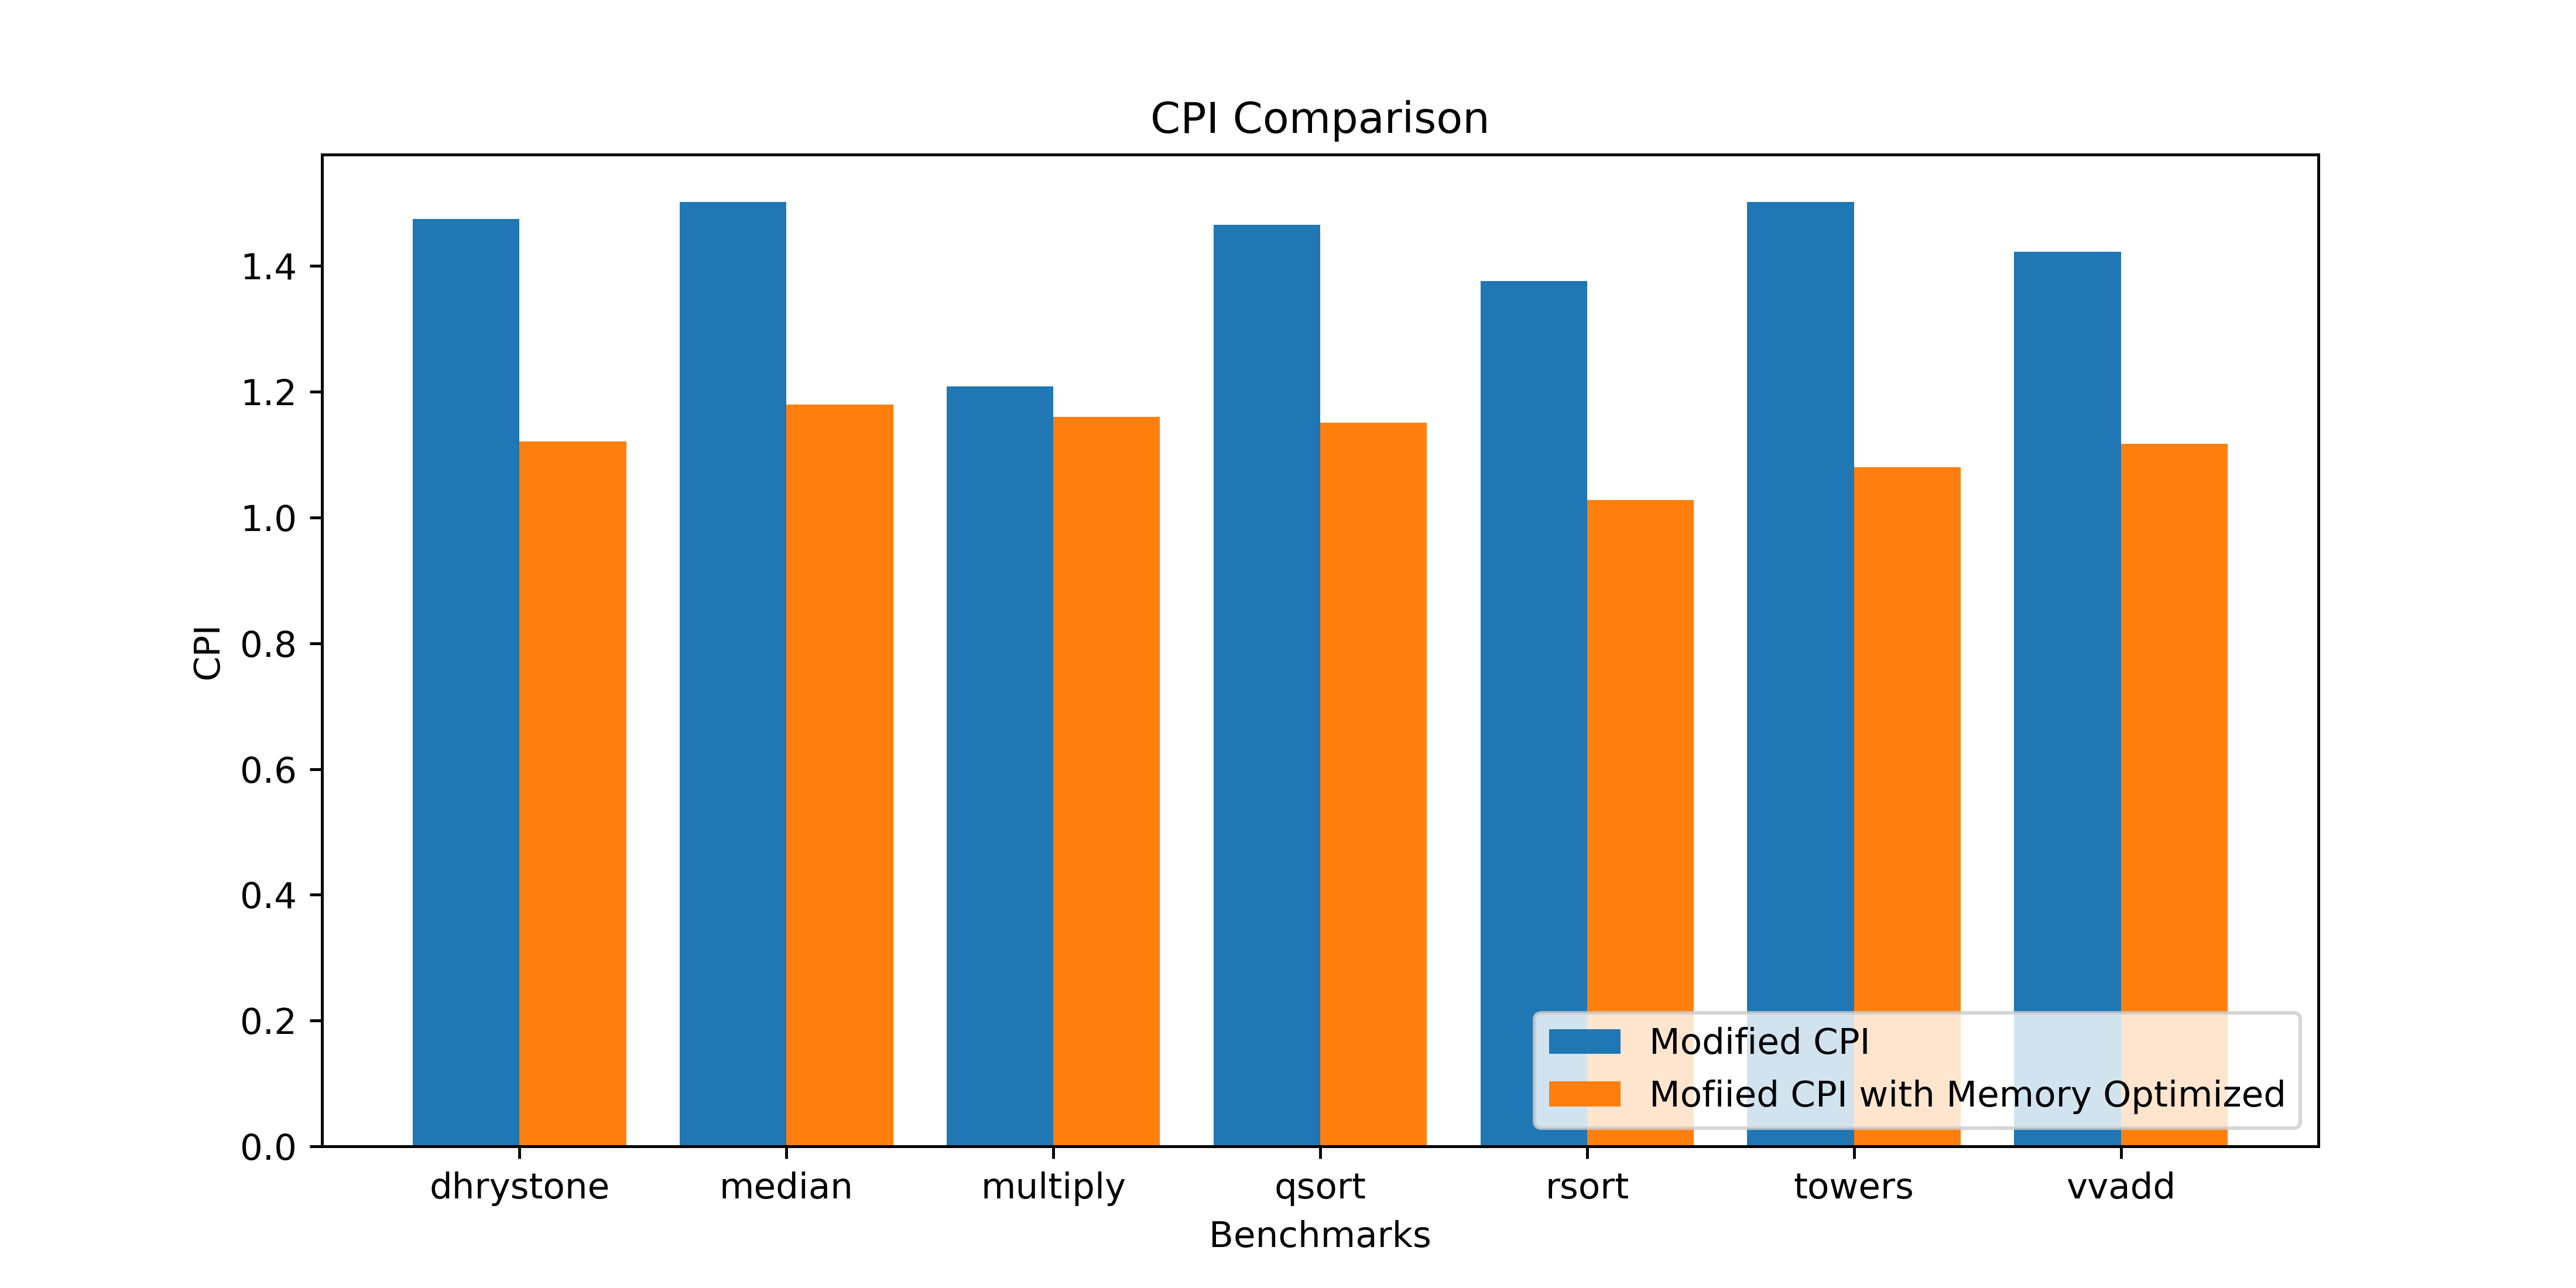 CPI Comparison
CPI
1.4
1.2
1.0
0.8
0.6
0.4
0.2
0.0
Modified CPI
Mofiied CPI with Memory Optimized
dhrystone median multiply qsort rsort towers vvadd
Benchmarks